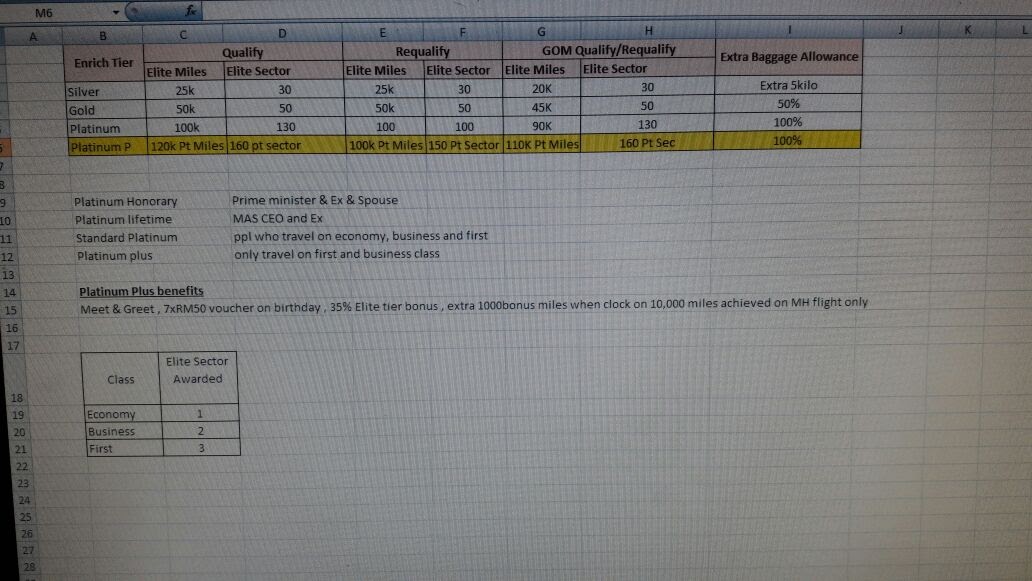 M6 fx
A B C D E F G H I J K L
Enrich Tier Qualify Requalify GOM Qualify/Requalify Extra Baggage Allowance
Elite Miles Elite Sector Elite Miles Elite Sector Elite Miles Elite Sector
Silver 25k 30 25k 30 20K 30 Extra 5kilo
Gold 50k 50 50k 50 45K 50 50%
Platinum 100k 130 100 100 90K 130 100%
Platinum P 120k Pt Miles 160 pt sector 100k Pt Miles 150 Pt Sector 110K Pt Miles 160 Pt Sec 100%
7
8
9 Platinum Honorary Prime minister & Ex & Spouse
10 Platinum lifetime MAS CEO and Ex
11 Standard Platinum ppl who travel on economy, business and first
12 Platinum plus only travel on first and business class
13
14 Platinum Plus benefits
15 Meet & Greet , 7xRM50 voucher on birthday , 35% Elite tier bonus , extra 1000bonus miles when clock on 10,000 miles achieved on MH flight only
16
17
18 Class Elite Sector Awarded
19 Economy 1
20 Business 2
21 First 3
22
23
24
25
26
27
28